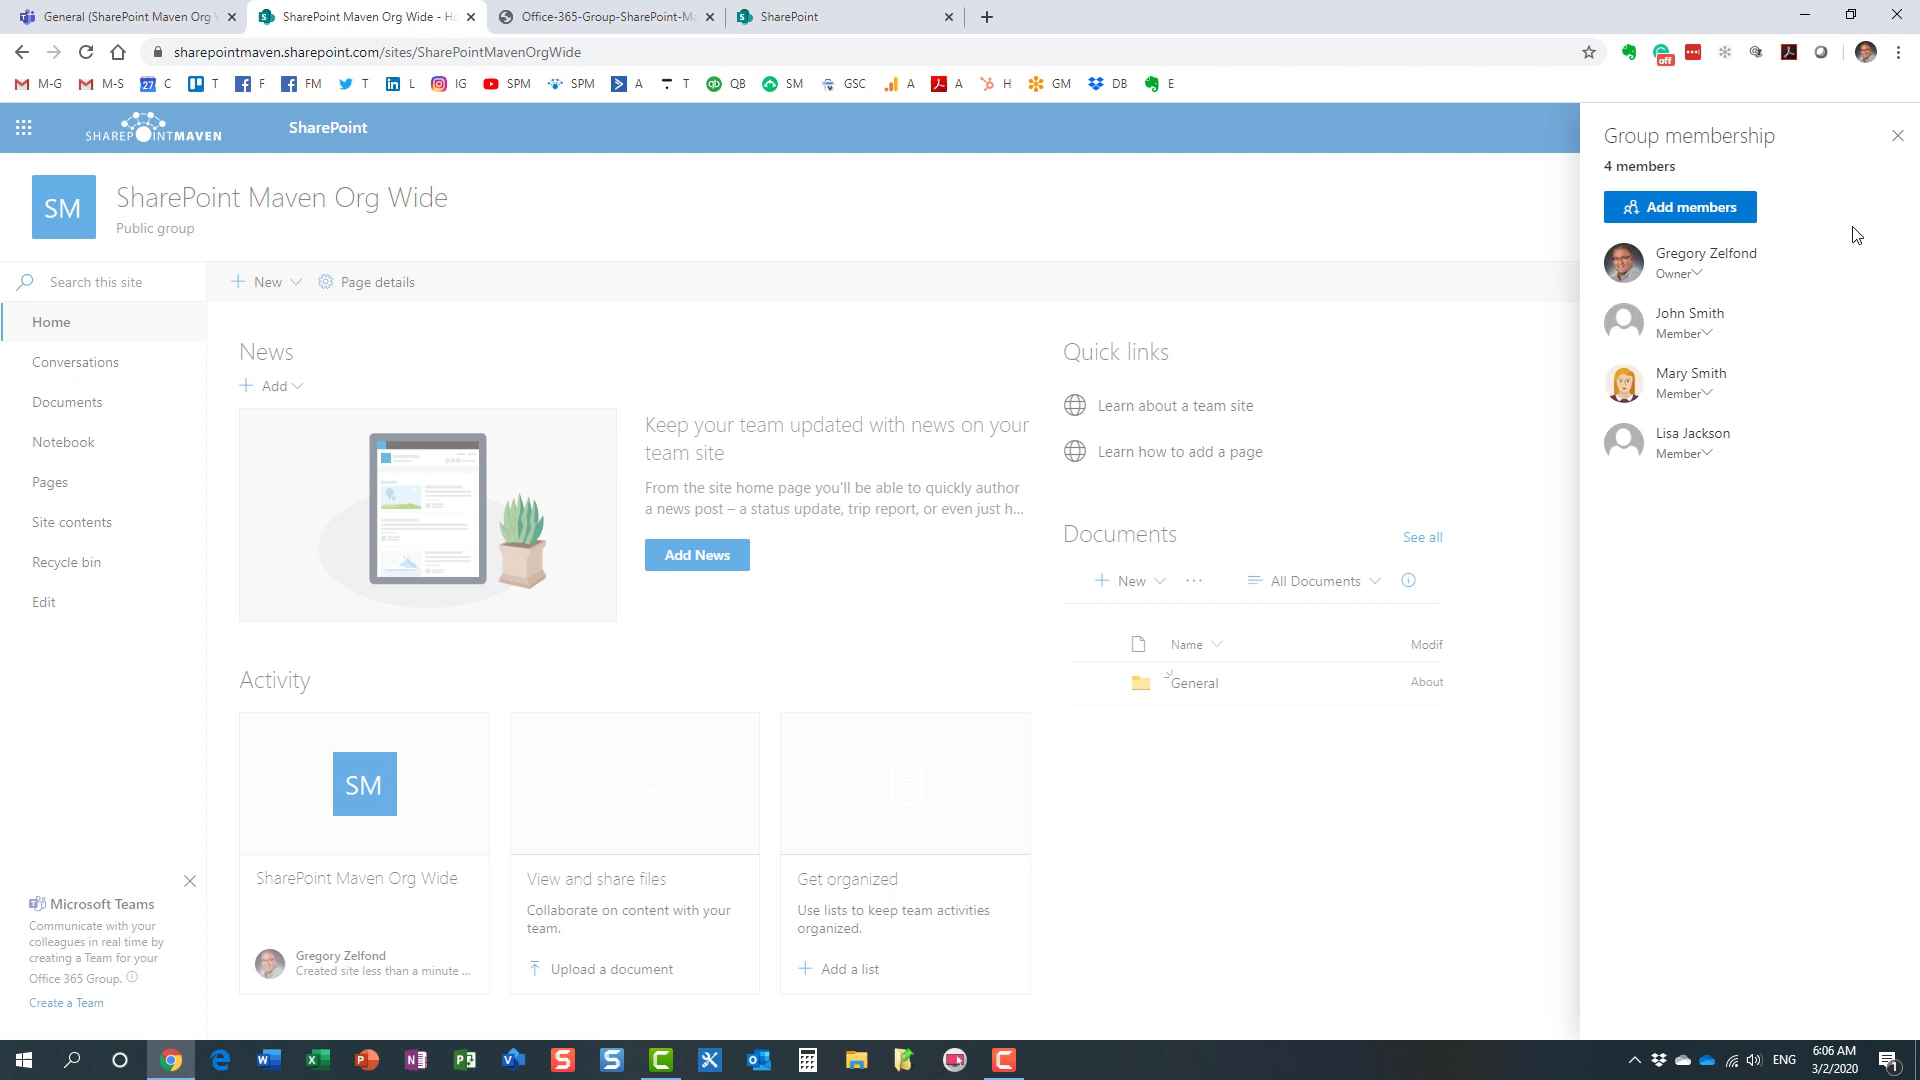 General (SharePoint Maven Org
SharePoint Maven Org Wide - Ho
Office-365-Group-SharePoint-Ma
SharePoint
sharepointmaven.sharepoint.com/sites/SharePointMavenOrgWide
off
M-G
M-S
27
C
T
F
FM
T
L
IG
SPM
SPM
A
T
QB
SM
GSC
A
A
H
GM
DB
E
SHAREPOINTMAVEN
SharePoint
SM
SharePoint Maven Org Wide
Public group
Search this site
Home
Conversations
Documents
Notebook
Pages
Site contents
Recycle bin
Edit
Microsoft Teams
Communicate with your
colleagues in real time by
creating a Team for your
Office 365 Group.
Create a Team
New
Page details
News
Add
Keep your team updated with news on your
team site
From the site home page you'll be able to quickly author
a news post – a status update, trip report, or even just h...
Add News
Activity
SM
SharePoint Maven Org Wide
Gregory Zelfond
Created site less than a minute ...
View and share files
Collaborate on content with your
team.
Upload a document
Get organized
Use lists to keep team activities
organized.
Add a list
Quick links
Learn about a team site
Learn how to add a page
Documents
See all
New
All Documents
Name
Modif
General
About
Group membership
4 members
Add members
Gregory Zelfond
Owner
John Smith
Member
Mary Smith
Member
Lisa Jackson
Member
ENG
6:06 AM
3/2/2020
1